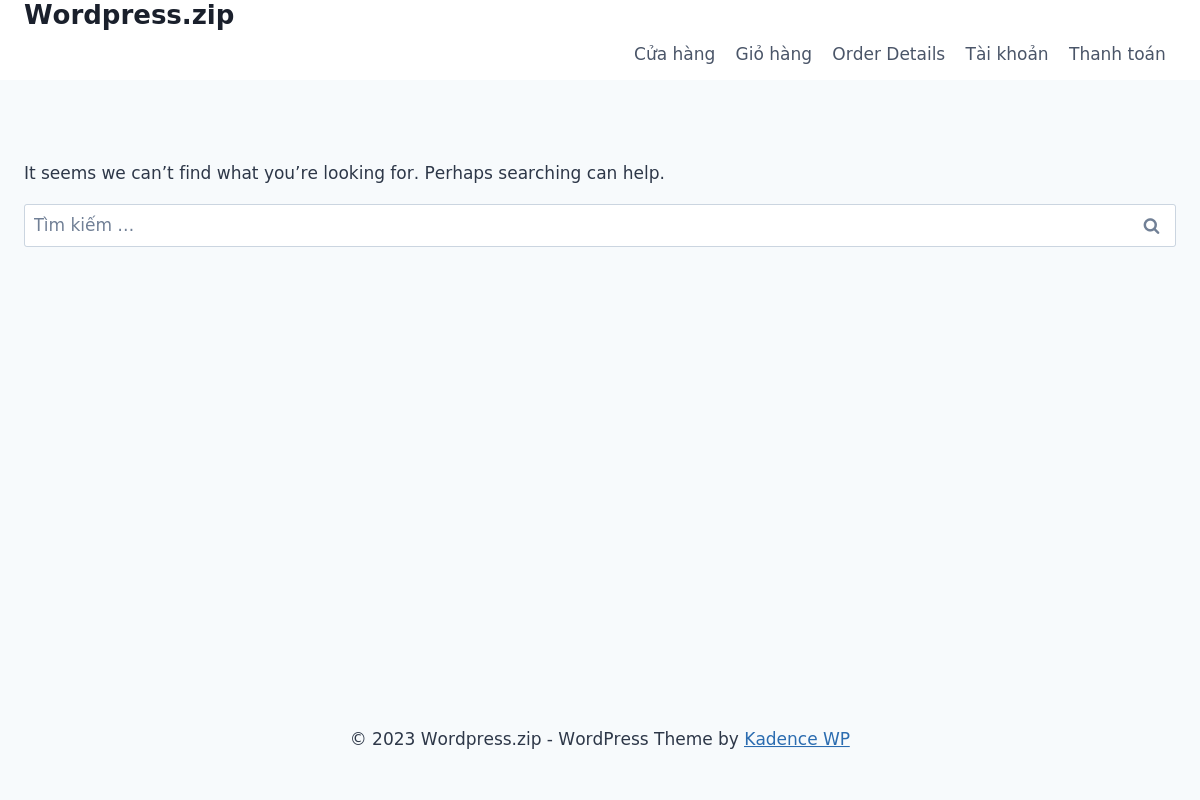 Wordpress.zip
Cửa hàng Giỏ hàng Order Details Tài khoản Thanh toán
It seems we can’t find what you’re looking for. Perhaps searching can help.
Tìm kiếm …
© 2023 Wordpress.zip - WordPress Theme by Kadence WP